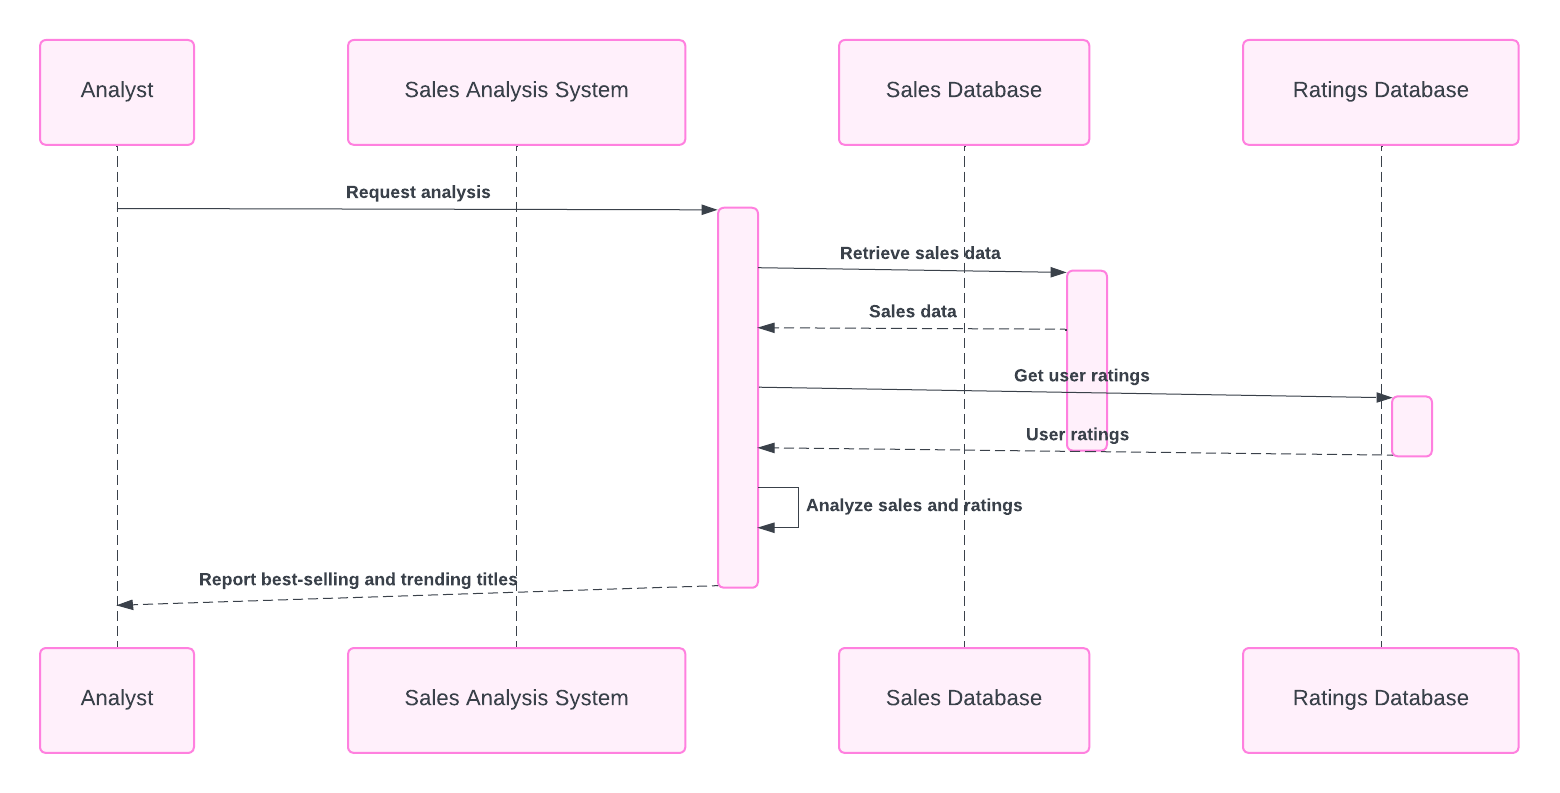 Analyst
Sales Analysis System
Sales Database
Ratings Database
Request analysis
Retrieve sales data
Sales data
Get user ratings
User ratings
Analyze sales and ratings
Report best-selling and trending titles
Analyst
Sales Analysis System
Sales Database
Ratings Database